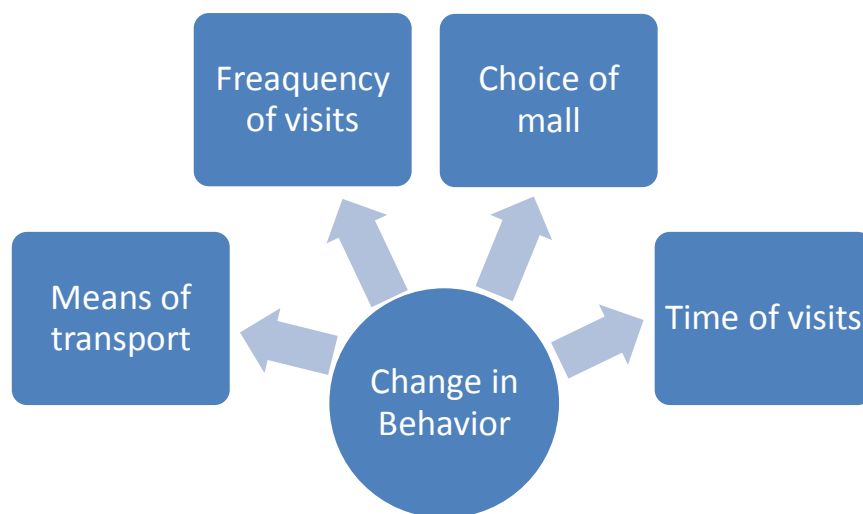 Freaquency
of visits
Choice of
mall
Means of
transport
Time of visits
Change in
Behavior